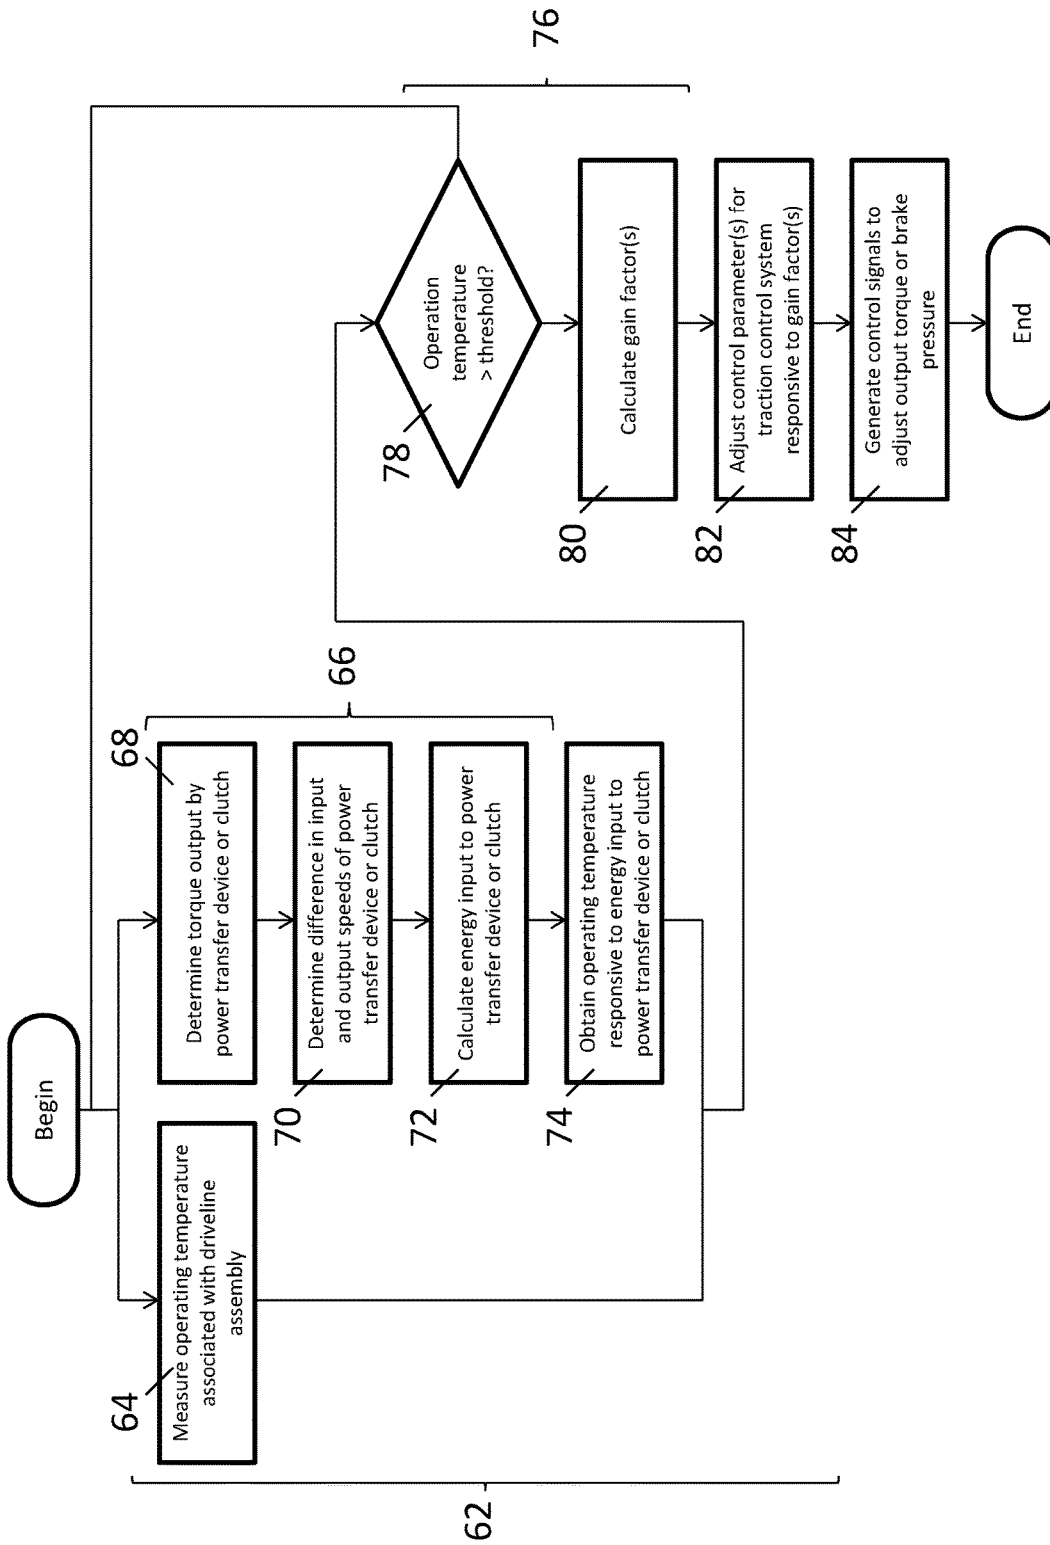 Begin
62
64
Measure operating temperature
associated with driveline
assembly
66
68
Determine torque output by
power transfer device or clutch
70
Determine difference in input
and output speeds of power
transfer device or clutch
72
Calculate energy input to power
transfer device or clutch
74
Obtain operating temperature
responsive to energy input to
power transfer device or clutch
76
78
Operation
temperature
> threshold?
80
Calculate gain factor(s)
82
Adjust control parameter(s) for
traction control system
responsive to gain factor(s)
84
Generate control signals to
adjust output torque or brake
pressure
End